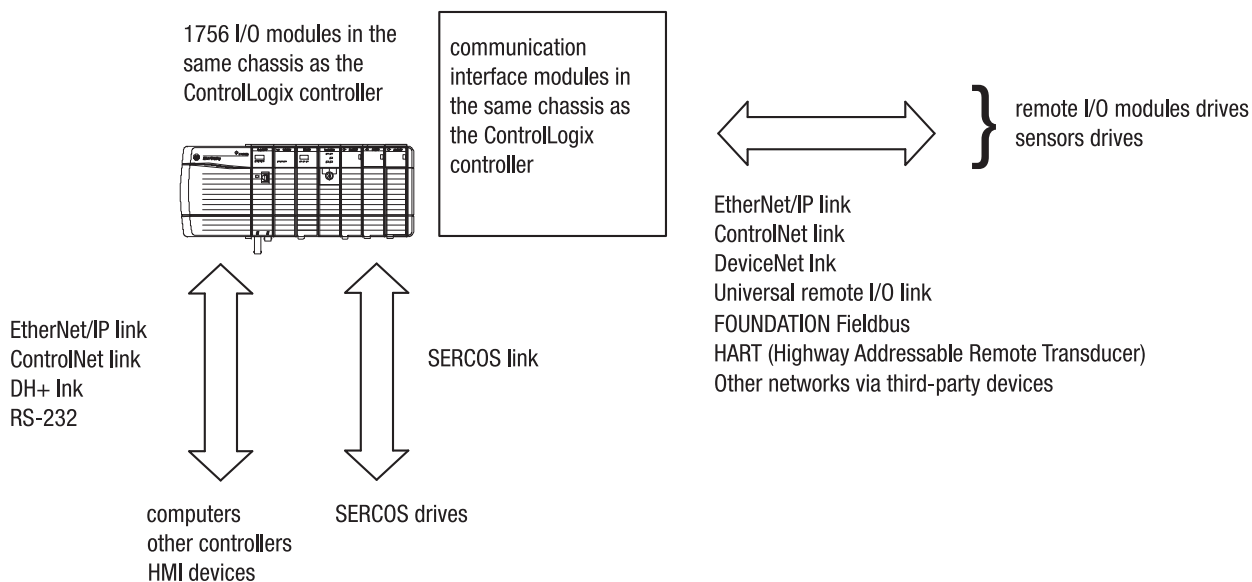 1756 I/O modules in the
same chassis as the
ControlLogix controller
communication
interface modules in
the same chassis as
the ControlLogix
controller
remote I/O modules drives
sensors drives
EtherNet/IP link
ControlNet link
DeviceNet Ink
Universal remote I/O link
FOUNDATION Fieldbus
HART (Highway Addressable Remote Transducer)
Other networks via third-party devices
EtherNet/IP link
ControlNet link
DH+ Ink
RS-232
SERCOS link
computers
other controllers
HMI devices
SERCOS drives